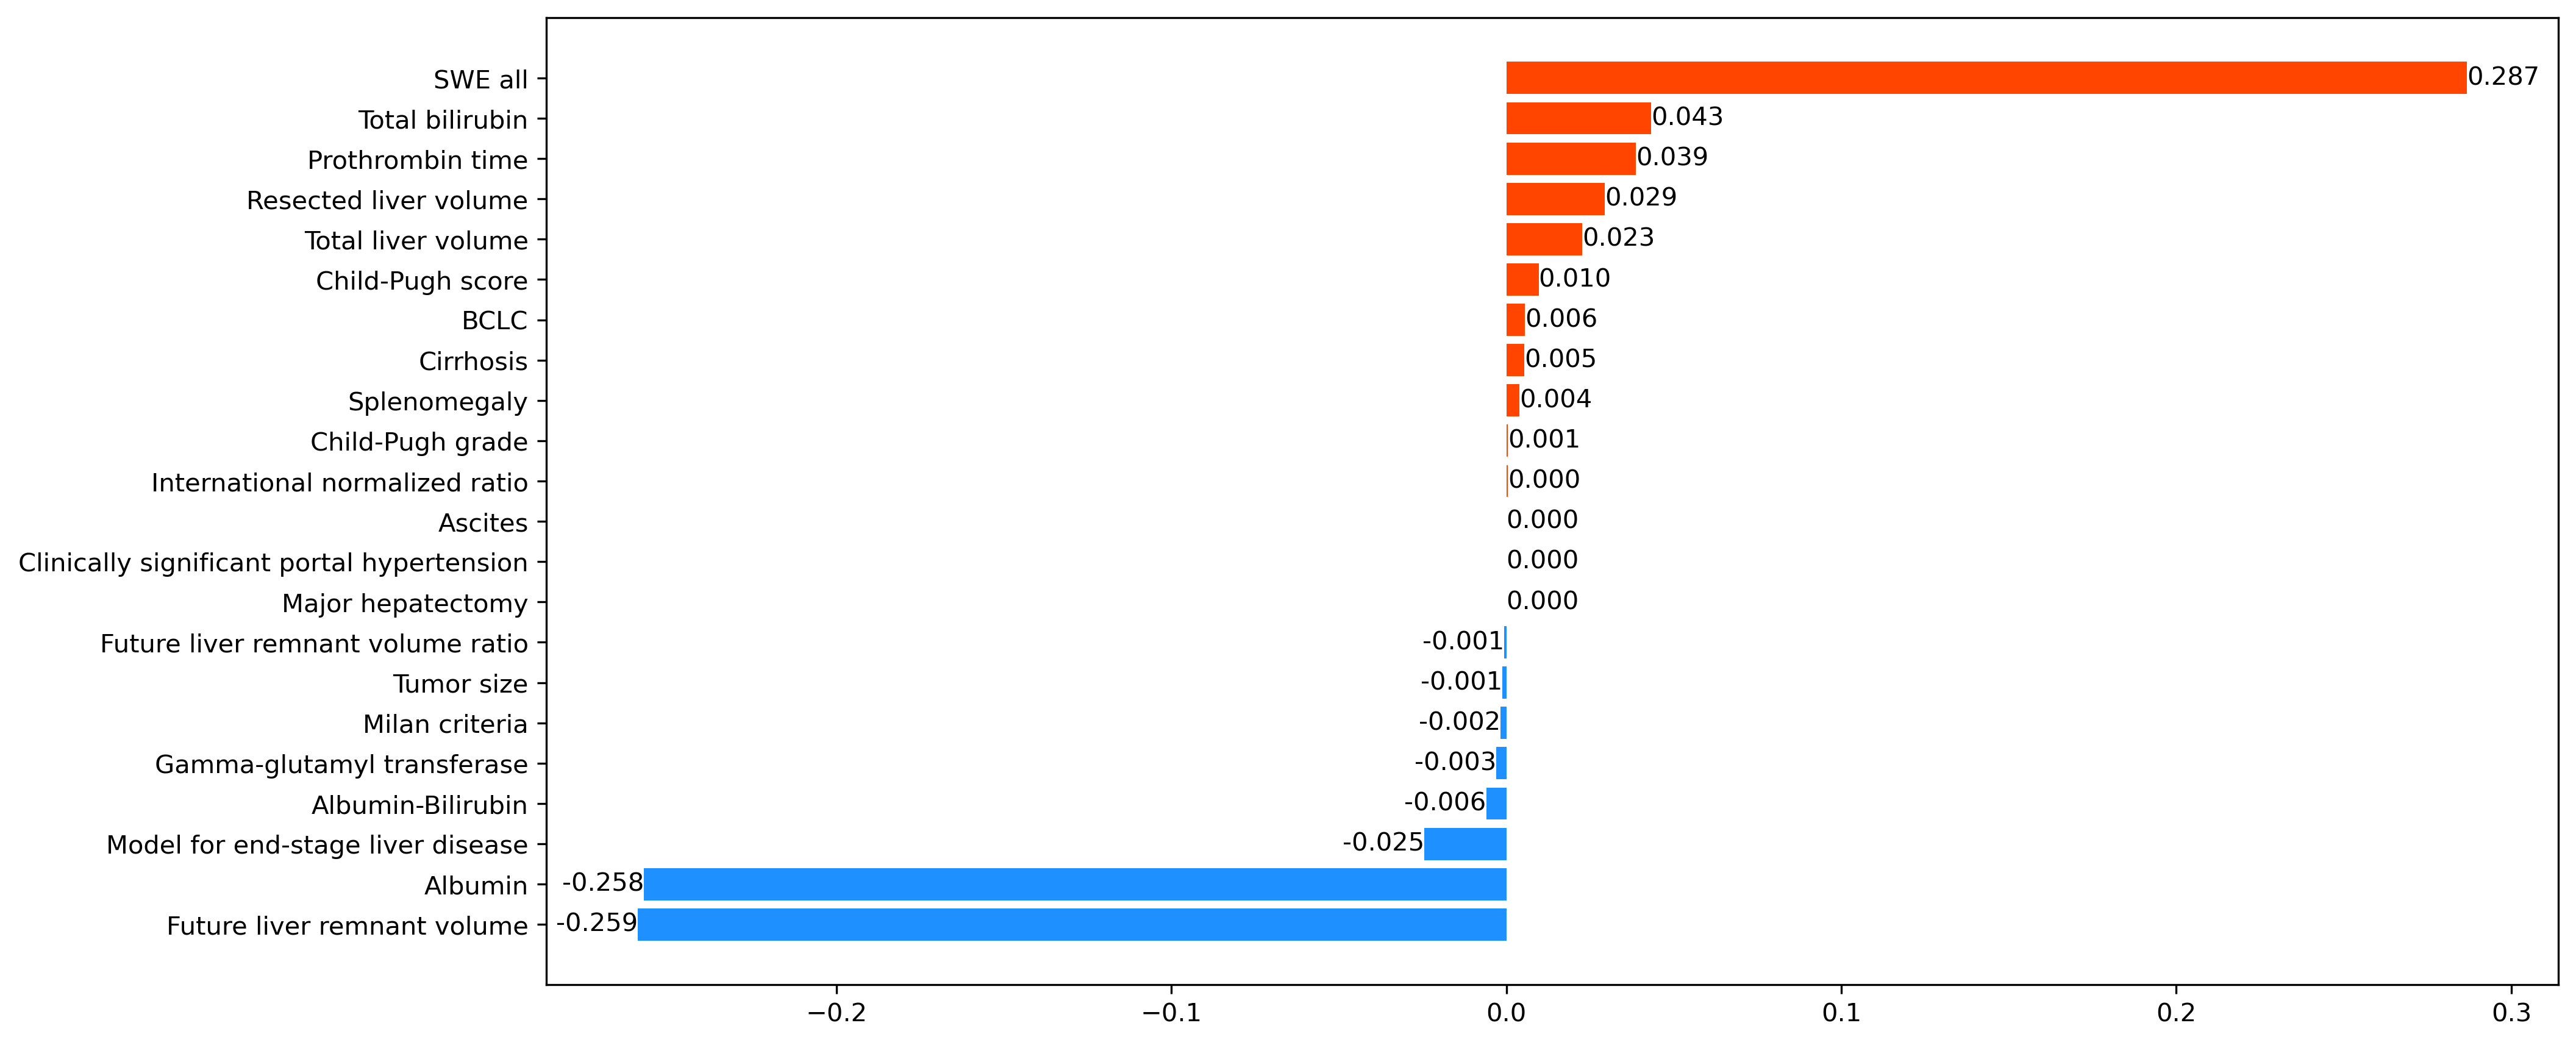 SWE all 0.287
Total bilirubin 0.043
Prothrombin time 0.039
Resected liver volume 0.029
Total liver volume 0.023
Child-Pugh score 0.010
BCLC 0.006
Cirrhosis 0.005
Splenomegaly 0.004
Child-Pugh grade 0.001
International normalized ratio 0.000
Ascites 0.000
Clinically significant portal hypertension 0.000
Major hepatectomy 0.000
Future liver remnant volume ratio -0.001
Tumor size -0.001
Milan criteria -0.002
Gamma-glutamyl transferase -0.003
Albumin-Bilirubin -0.006
Model for end-stage liver disease -0.025
Albumin -0.258
Future liver remnant volume -0.259
−0.2 −0.1 0.0 0.1 0.2 0.3